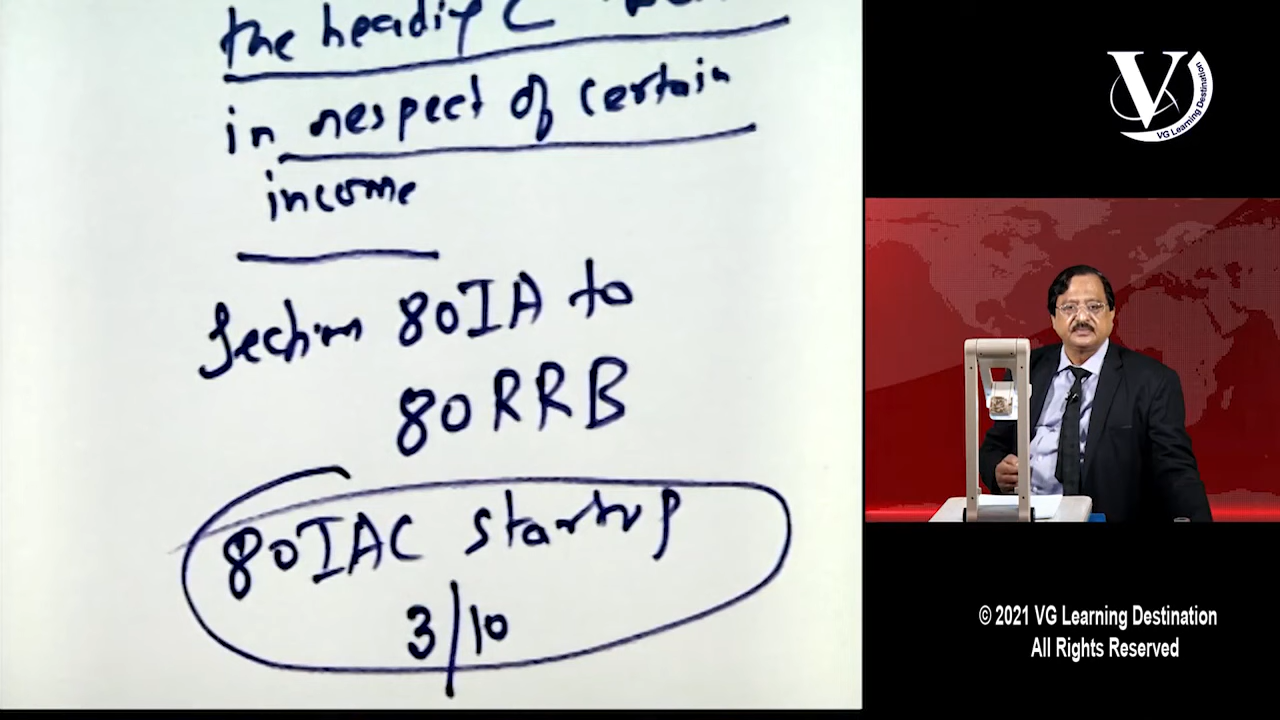 the heading C
in respect of certain
income
Section 80IA to
80RRB
80IAC Startup
3/10
V
VG Learning Destination
© 2021 VG Learning Destination
All Rights Reserved